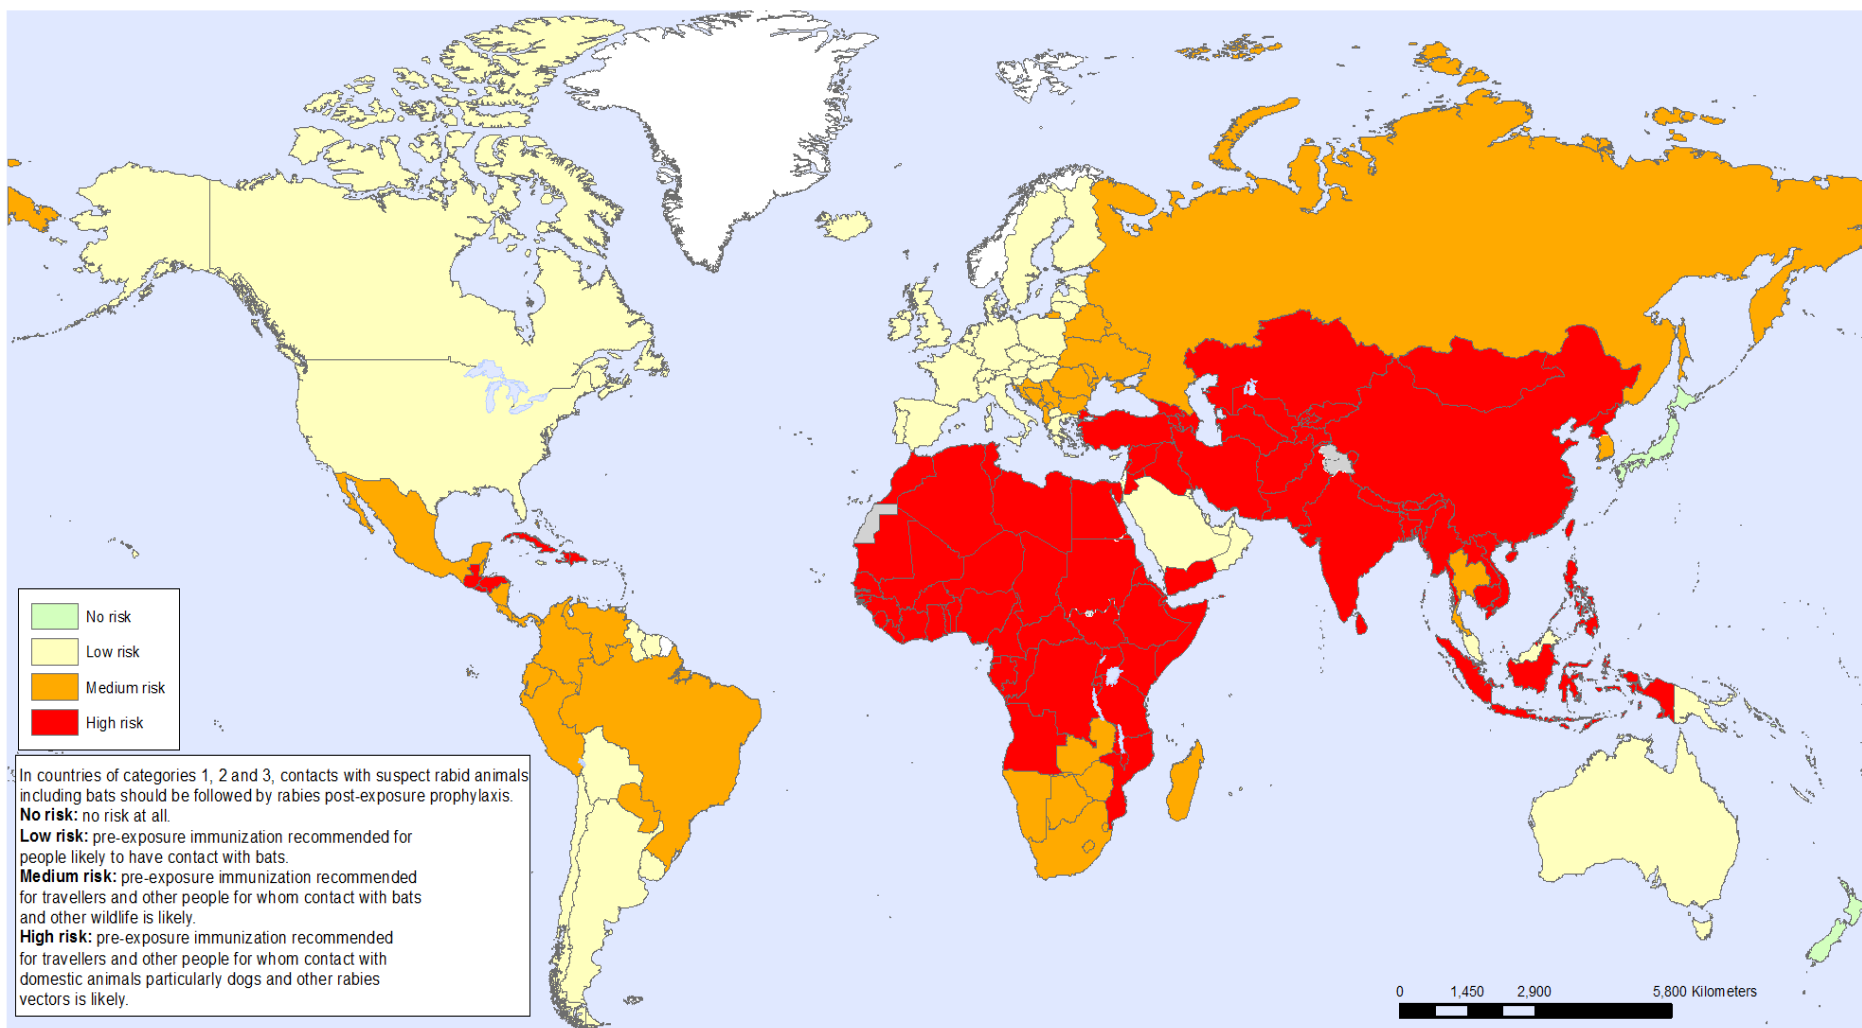 No risk
Low risk
Medium risk
High risk
In countries of categories 1, 2 and 3, contacts with suspect rabid animals
including bats should be followed by rabies post-exposure prophylaxis.
No risk: no risk at all.
Low risk: pre-exposure immunization recommended for
people likely to have contact with bats.
Medium risk: pre-exposure immunization recommended
for travellers and other people for whom contact with bats
and other wildlife is likely.
High risk: pre-exposure immunization recommended
for travellers and other people for whom contact with
domestic animals particularly dogs and other rabies
vectors is likely.
0 1,450 2,900 5,800 Kilometers